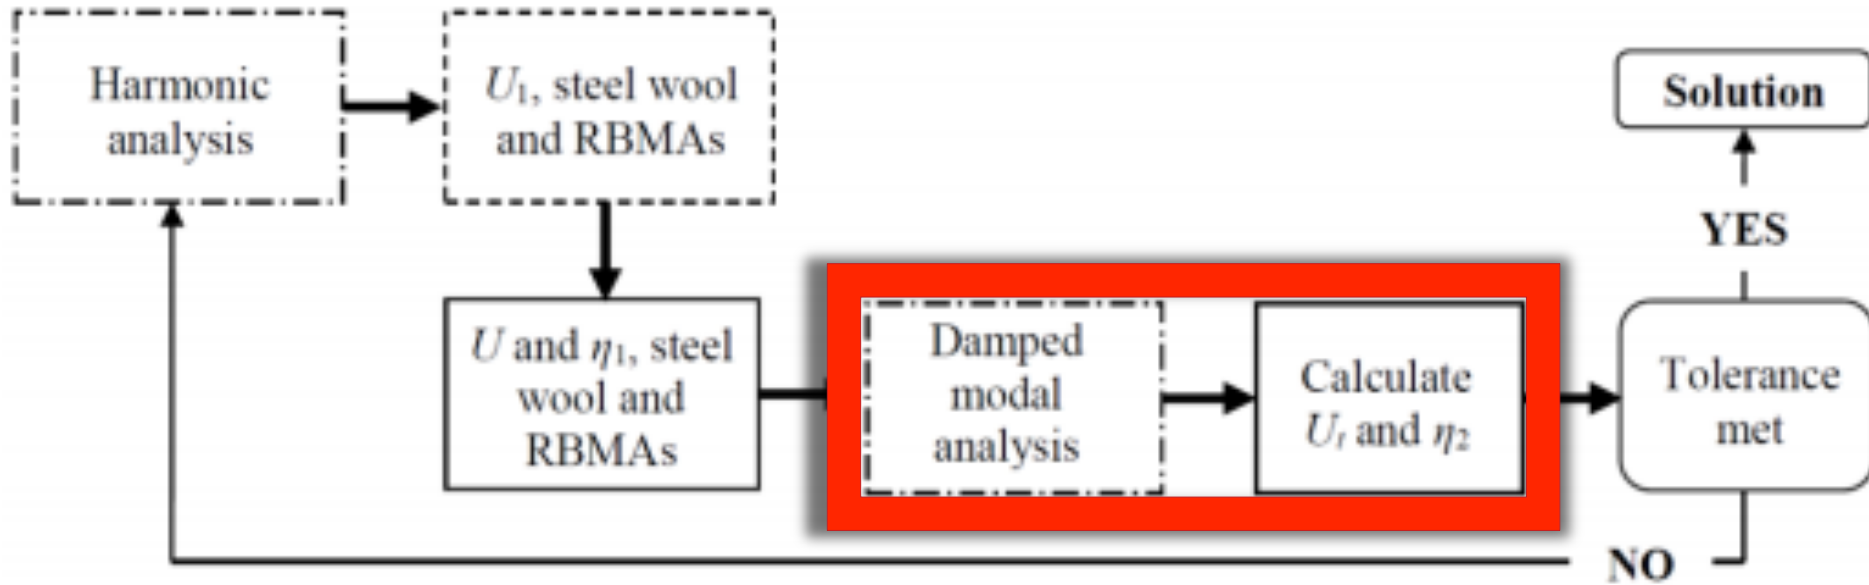 Harmonic
analysis
U₁, steel wool
and RBMAs
U and η₁, steel
wool and
RBMAs
Damped
modal
analysis
Calculate
Uₜ and η₂
Tolerance
met
YES
Solution
NO